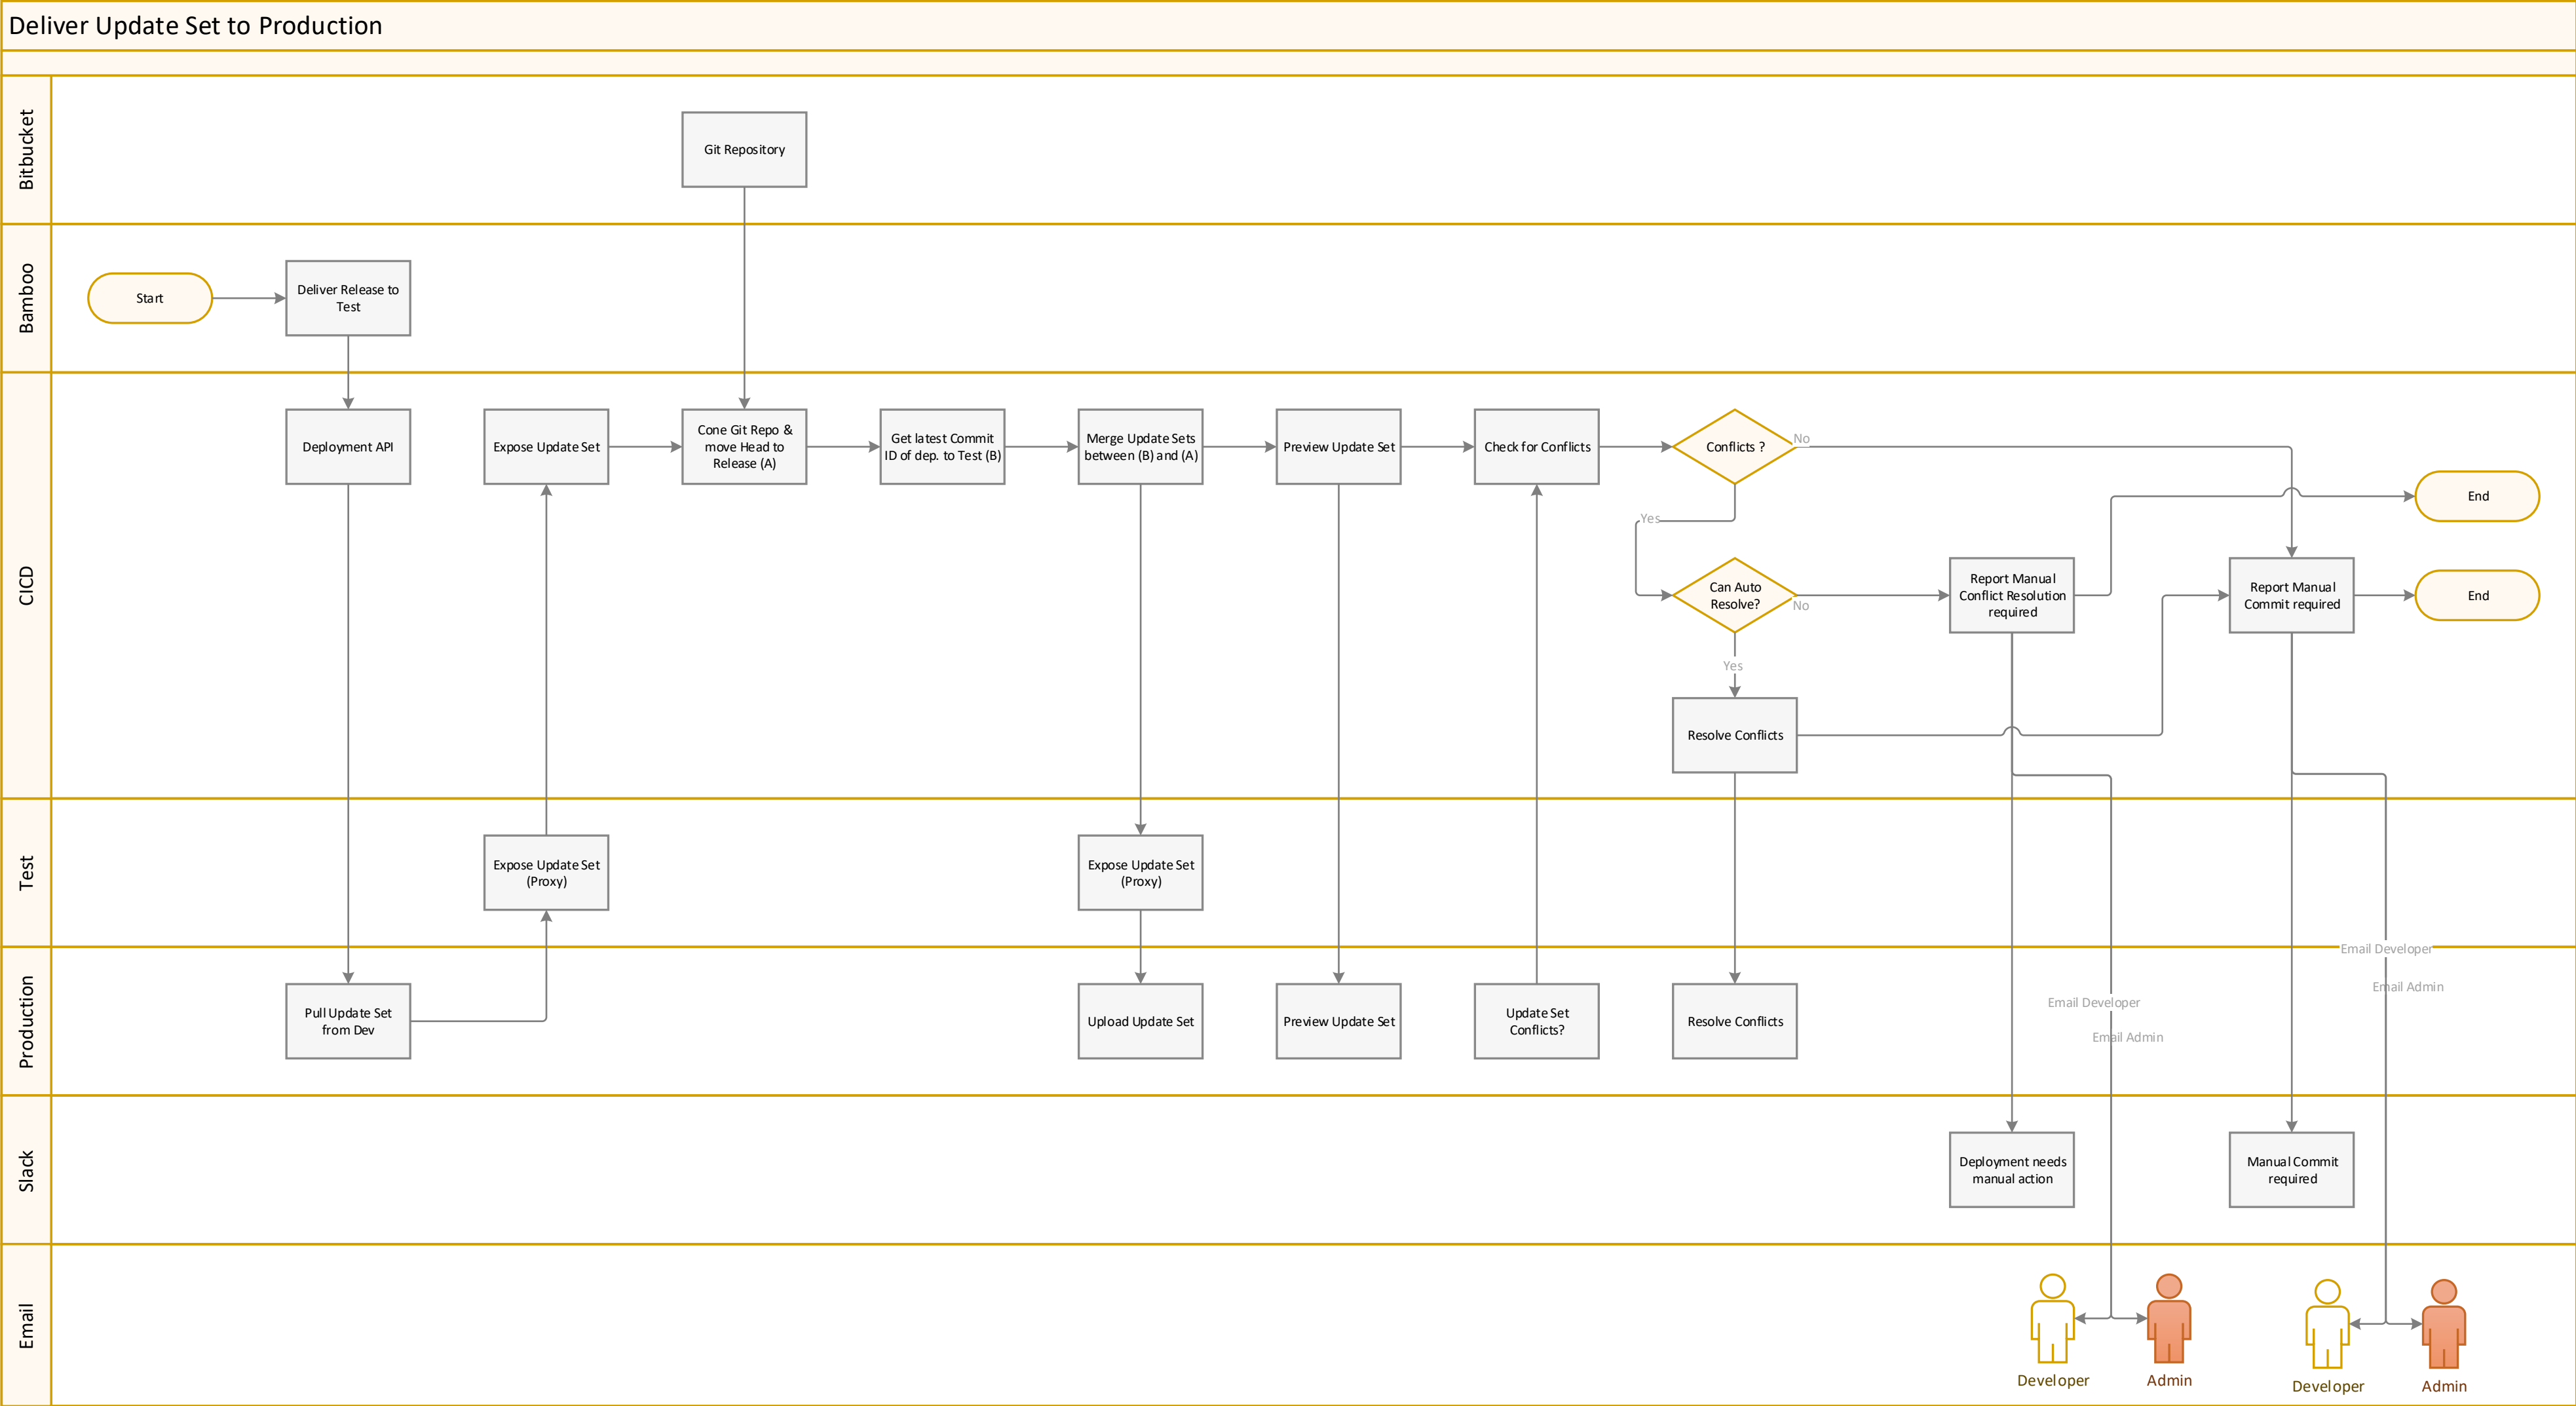 Deliver Update Set to Production
Bitbucket
Git Repository
Bamboo
Start
Deliver Release to
Test
CICD
Deployment API
Expose Update Set
Cone Git Repo &
move Head to
Release (A)
Get latest Commit
ID of dep. to Test (B)
Merge Update Sets
between (B) and (A)
Preview Update Set
Check for Conflicts
Conflicts ?
No
Yes
End
Can Auto
Resolve?
No
Yes
Report Manual
Conflict Resolution
required
Report Manual
Commit required
End
Resolve Conflicts
Test
Expose Update Set
(Proxy)
Expose Update Set
(Proxy)
Production
Pull Update Set
from Dev
Upload Update Set
Preview Update Set
Update Set
Conflicts?
Resolve Conflicts
Email Developer
Email Admin
Email Developer
Email Admin
Slack
Deployment needs
manual action
Manual Commit
required
Email
Developer
Admin
Developer
Admin